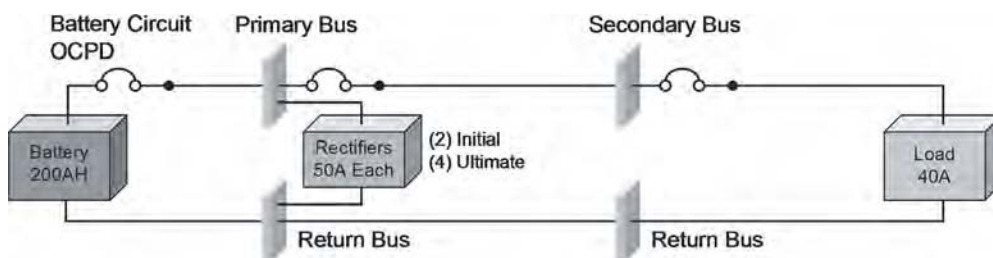 Battery Circuit
OCPD
Primary Bus
Secondary Bus
Battery
200AH
Rectifiers
50A Each
(2) Initial
(4) Ultimate
Load
40A
Return Bus
Return Bus